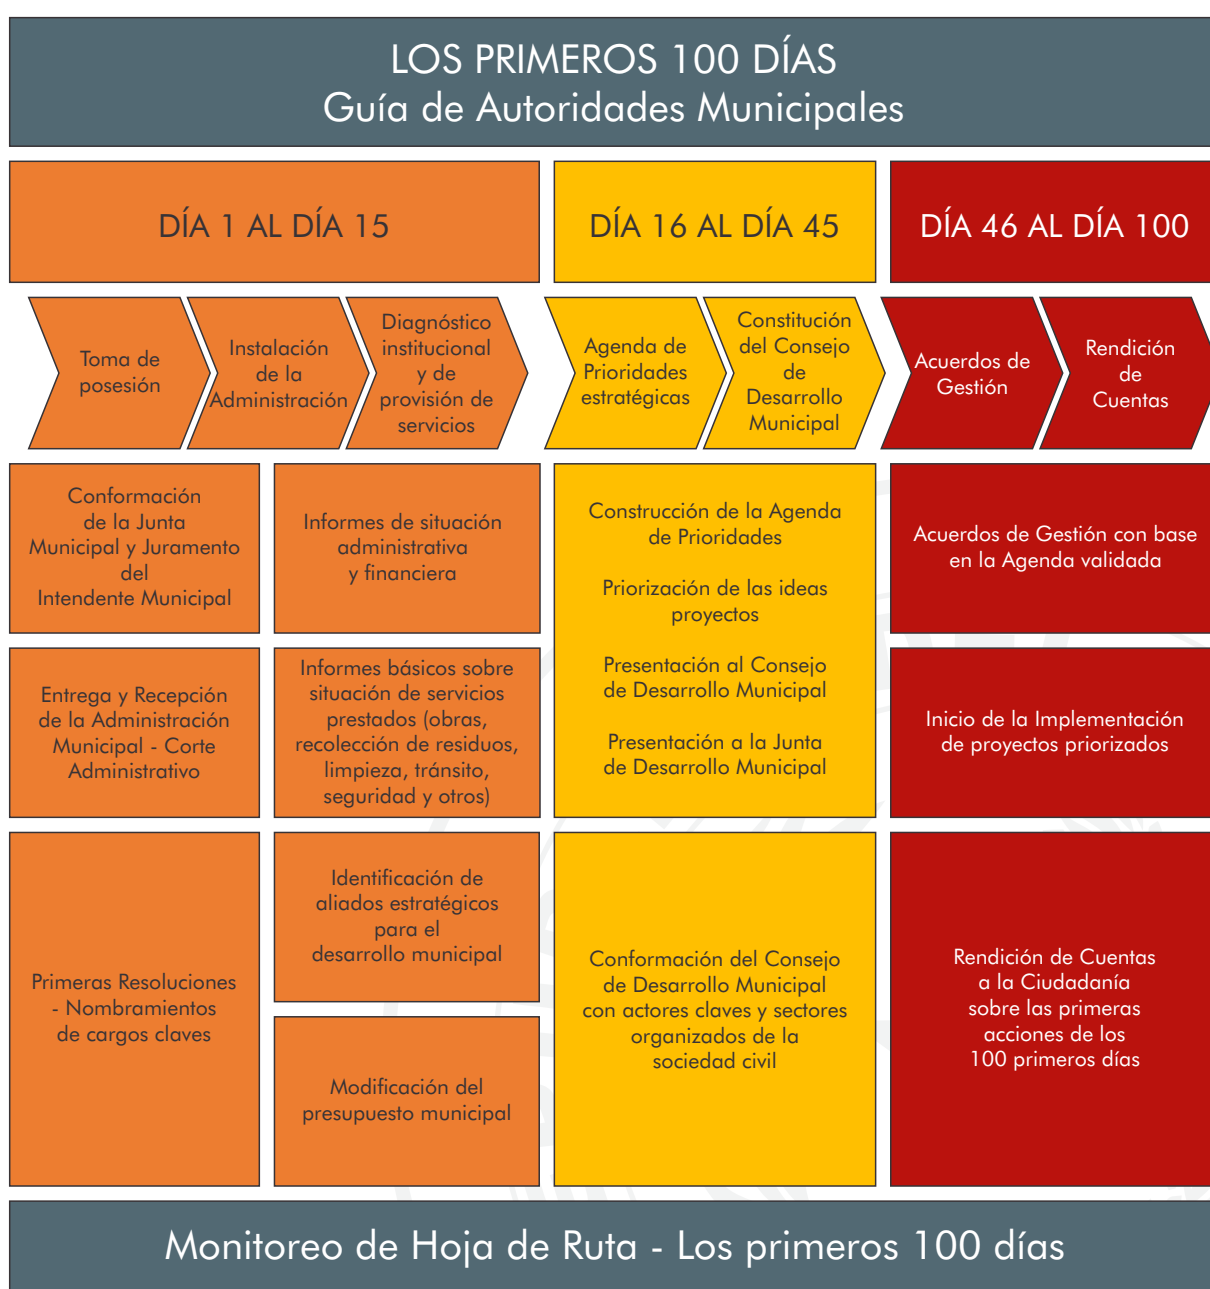 LOS PRIMEROS 100 DÍAS
Guía de Autoridades Municipales
DÍA 1 AL DÍA 15
DÍA 16 AL DÍA 45
DÍA 46 AL DÍA 100
Toma de
posesión
Instalación
de la
Administración
Diagnóstico
institucional
y de
provisión de
servicios
Agenda de
Prioridades
estratégicas
Constitución
del Consejo
de
Desarrollo
Municipal
Acuerdos de
Gestión
Rendición
de
Cuentas
Conformación
de la Junta
Municipal y Juramento
del
Intendente Municipal
Entrega y Recepción
de la Administración
Municipal - Corte
Administrativo
Primeras Resoluciones
- Nombramientos
de cargos claves
Informes de situación
administrativa
y financiera
Informes básicos sobre
situación de servicios
prestados (obras,
recolección de residuos,
limpieza, tránsito,
seguridad y otros)
Identificación de
aliados estratégicos
para el
desarrollo municipal
Modificación del
presupuesto municipal
Construcción de la Agenda
de Prioridades
Priorización de las ideas
proyectos
Presentación al Consejo
de Desarrollo Municipal
Presentación a la Junta
de Desarrollo Municipal
Conformación del Consejo
de Desarrollo Municipal
con actores claves y sectores
organizados de la
sociedad civil
Acuerdos de Gestión con base
en la Agenda validada
Inicio de la Implementación
de proyectos priorizados
Rendición de Cuentas
a la Ciudadanía
sobre las primeras
acciones de los
100 primeros días
Monitoreo de Hoja de Ruta - Los primeros 100 días